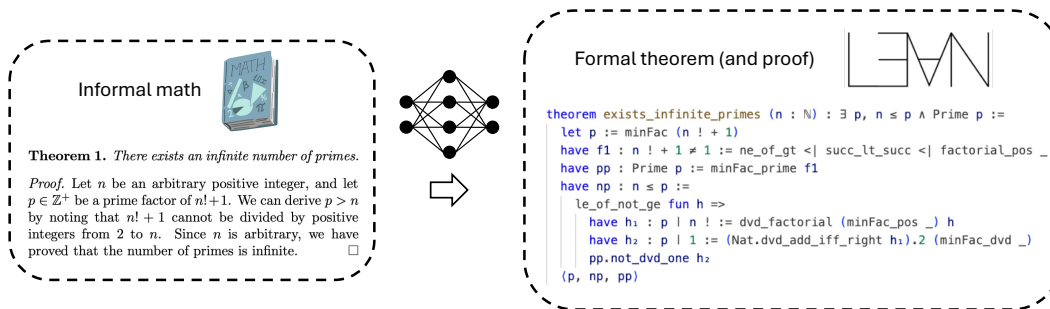 Informal math
MATH
Theorem 1. There exists an infinite number of primes.
Proof. Let n be an arbitrary positive integer, and let
p ∈ ℤ⁺ be a prime factor of n! + 1. We can derive p > n
by noting that n! + 1 cannot be divided by positive
integers from 2 to n. Since n is arbitrary, we have
proved that the number of primes is infinite. □
Formal theorem (and proof)
L∃∀N
theorem exists_infinite_primes (n : ℕ) : ∃ p, n ≤ p ∧ Prime p :=
let p := minFac (n ! + 1)
have f1 : n ! + 1 ≠ 1 := ne_of_gt <| succ_lt_succ <| factorial_pos _
have pp : Prime p := minFac_prime f1
have np : n ≤ p :=
le_of_not_ge fun h =>
have h₁ : p ∣ n ! := dvd_factorial (minFac_pos _) h
have h₂ : p ∣ 1 := (Nat.dvd_add_iff_right h₁).2 (minFac_dvd _)
pp.not_dvd_one h₂
⟨p, np, pp⟩